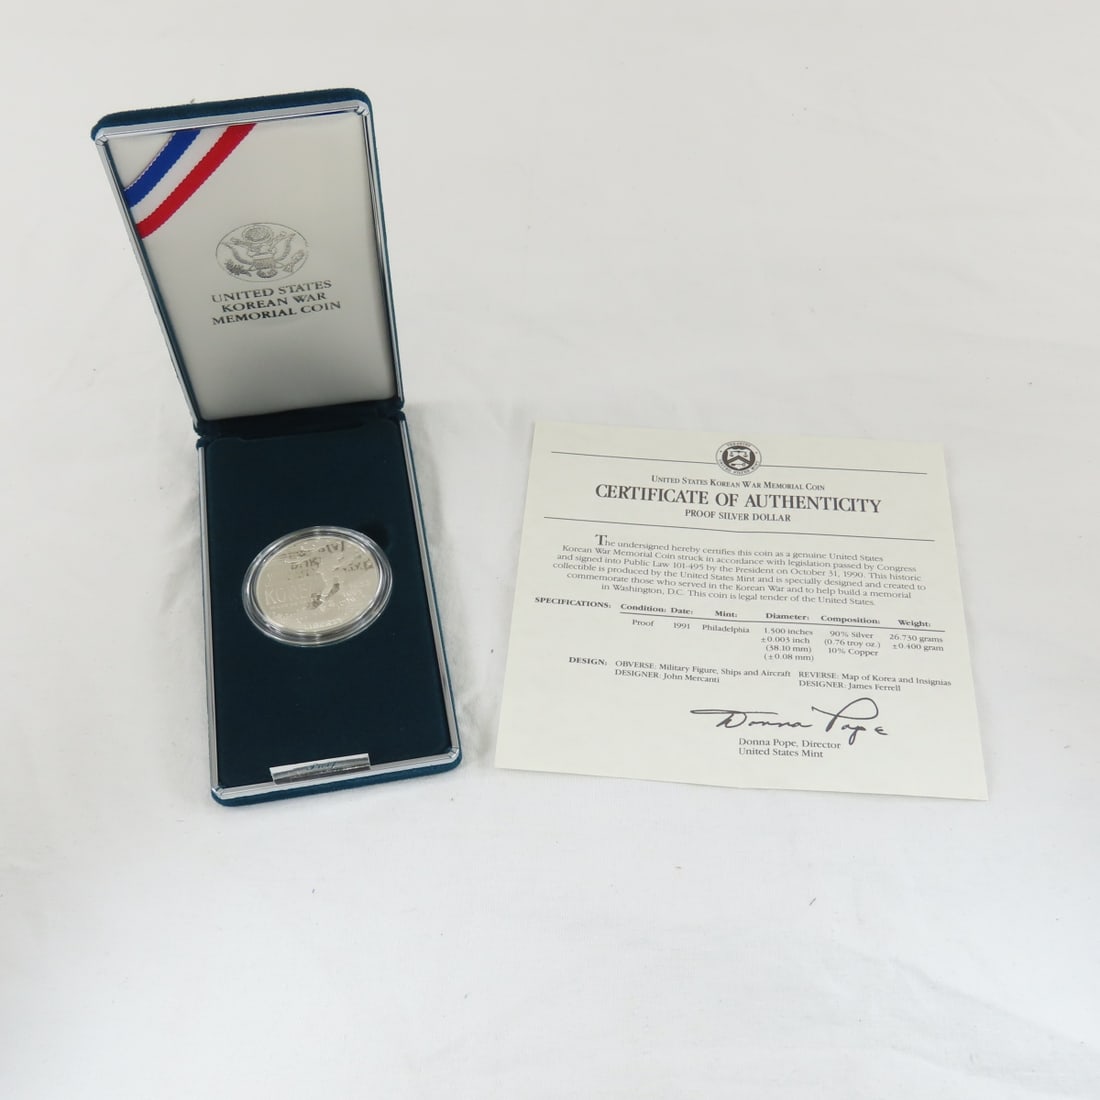 UNITED STATES
KOREAN WAR
MEMORIAL COIN
KOR
LIBERTY
TREASURY
UNITED STATES MINT
UNITED STATES KOREAN WAR MEMORIAL COIN
CERTIFICATE OF AUTHENTICITY
PROOF SILVER DOLLAR
The undersigned hereby certifies this coin as a genuine United States
Korean War Memorial Coin struck in accordance with legislation passed by Congress
and signed into Public Law 101-495 by the President on October 31, 1990. This historic
collectible is produced by the United States Mint and is specially designed and created to
commemorate those who served in the Korean War and to help build a memorial
in Washington, D.C. This coin is legal tender of the United States.
SPECIFICATIONS: Condition: Date: Mint: Diameter: Composition: Weight:
Proof 1991 Philadelphia 1.500 inches 90% Silver 26.730 grams
±0.003 inch (0.76 troy oz.) ±0.400 gram
(38.10 mm) 10% Copper
(±0.08 mm)
DESIGN: OBVERSE: Military Figure, Ships and Aircraft REVERSE: Map of Korea and Insignias
DESIGNER: John Mercanti DESIGNER: James Ferrell
Donna Pope
Donna Pope, Director
United States Mint